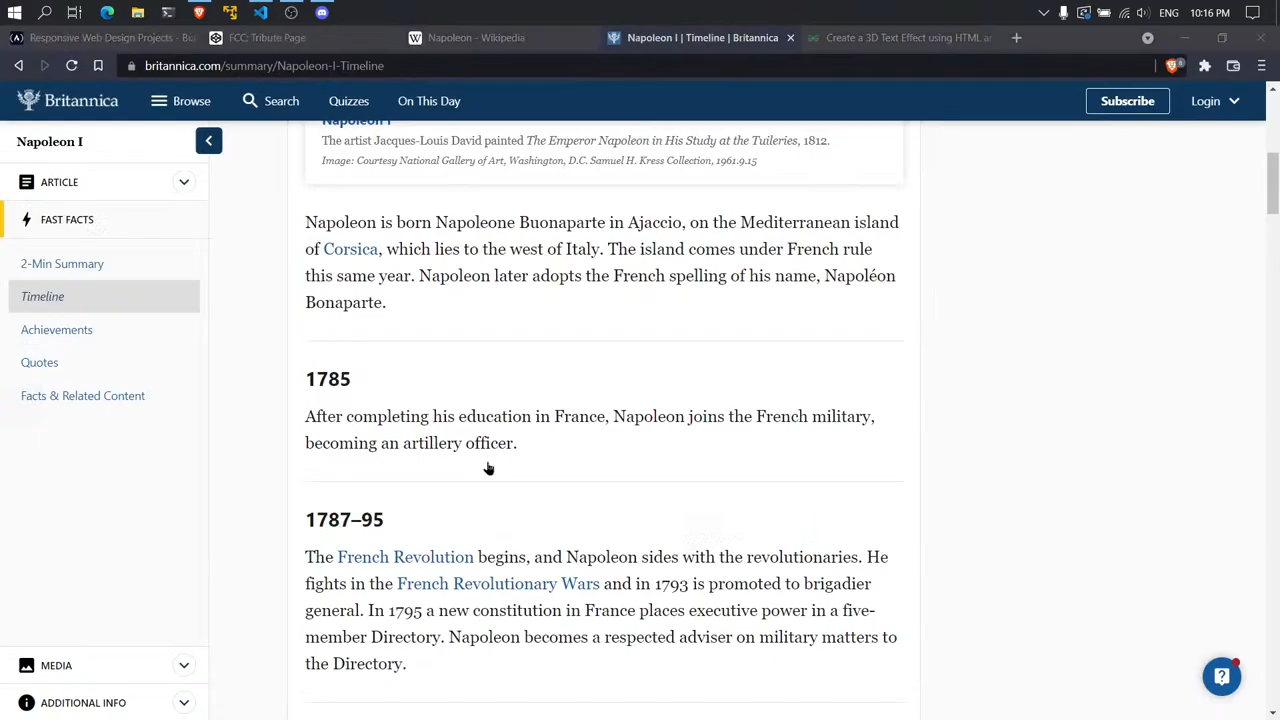 ENG 10:16 PM
Responsive Web Design Projects - Bu
FCC: Tribute Page
Napoleon - Wikipedia
Napoleon I | Timeline | Britannica
Create a 3D Text Effect using HTML ar
britannica.com/summary/Napoleon-I-Timeline
Britannica
Browse
Search
Quizzes
On This Day
Subscribe
Login
Napoleon I
ARTICLE
FAST FACTS
2-Min Summary
Timeline
Achievements
Quotes
Facts & Related Content
MEDIA
ADDITIONAL INFO
Napoleon I
The artist Jacques-Louis David painted The Emperor Napoleon in His Study at the Tuileries, 1812.
Image: Courtesy National Gallery of Art, Washington, D.C. Samuel H. Kress Collection, 1961.9.15
Napoleon is born Napoleone Buonaparte in Ajaccio, on the Mediterranean island
of Corsica, which lies to the west of Italy. The island comes under French rule
this same year. Napoleon later adopts the French spelling of his name, Napoléon
Bonaparte.
1785
After completing his education in France, Napoleon joins the French military,
becoming an artillery officer.
1787–95
The French Revolution begins, and Napoleon sides with the revolutionaries. He
fights in the French Revolutionary Wars and in 1793 is promoted to brigadier
general. In 1795 a new constitution in France places executive power in a five-
member Directory. Napoleon becomes a respected adviser on military matters to
the Directory.